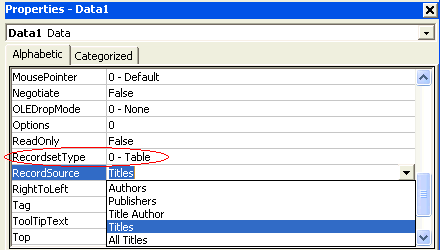 Properties - Data1
Data1 Data
Alphabetic Categorized
MousePointer 0 - Default
Negotiate False
OLEDropMode 0 - None
Options 0
ReadOnly False
RecordsetType 0 - Table
RecordSource Titles
RightToLeft Authors
Publishers
Tag Title Author
ToolTipText Titles
Top All Titles